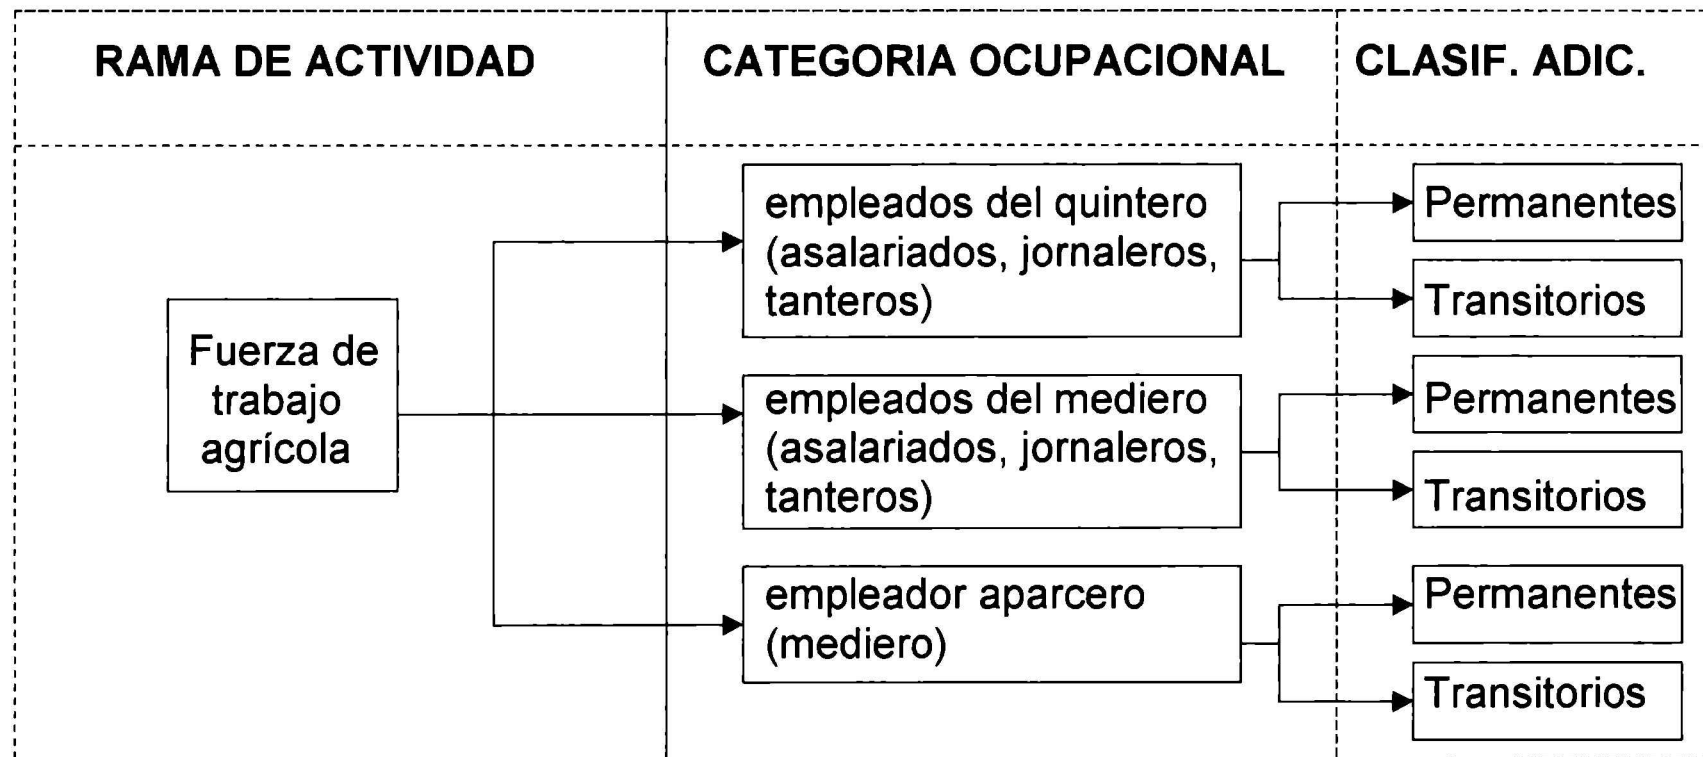 RAMA DE ACTIVIDAD
CATEGORIA OCUPACIONAL
CLASIF. ADIC.
Fuerza de
trabajo
agrícola
empleados del quintero
(asalariados, jornaleros,
tanteros)
Permanentes
Transitorios
empleados del mediero
(asalariados, jornaleros,
tanteros)
Permanentes
Transitorios
empleador aparcero
(mediero)
Permanentes
Transitorios